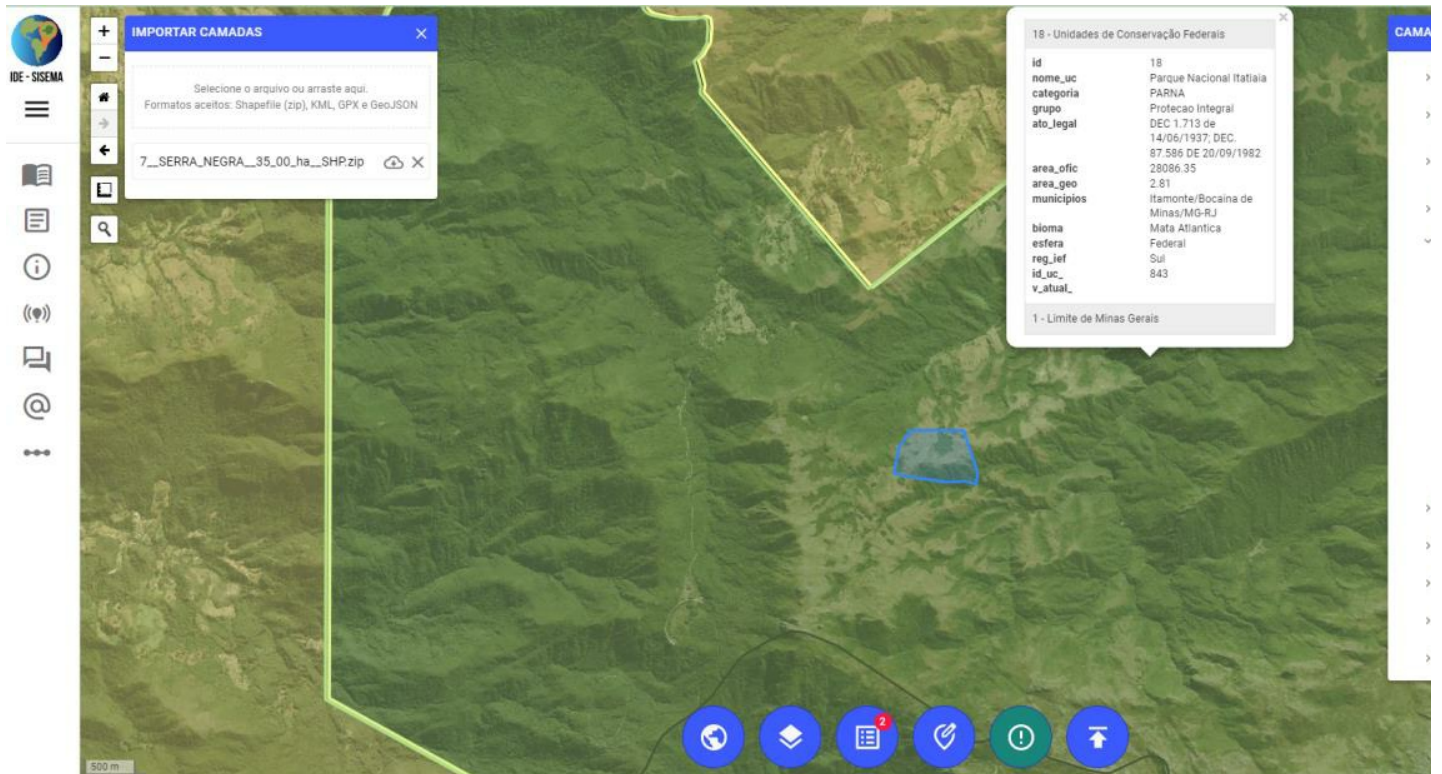 IDE - SISEMA
+
−
IMPORTAR CAMADAS
Selecione o arquivo ou arraste aqui.
Formatos aceitos: Shapefile (zip), KML, GPX e GeoJSON
7__SERRA_NEGRA__35_00_ha__SHP.zip
18 - Unidades de Conservação Federais
id 18
nome_uc Parque Nacional Itatiaia
categoria PARNA
grupo Protecao Integral
ato_legal DEC 1.713 de
14/06/1937; DEC.
87.586 DE 20/09/1982
area_ofic 28086.35
area_geo 2.81
municipios Itamonte/Bocaina de
Minas/MG-RJ
bioma Mata Atlantica
esfera Federal
reg_ief Sul
id_uc_ 843
v_atual_
1 - Limite de Minas Gerais
CAMA
2
500 m